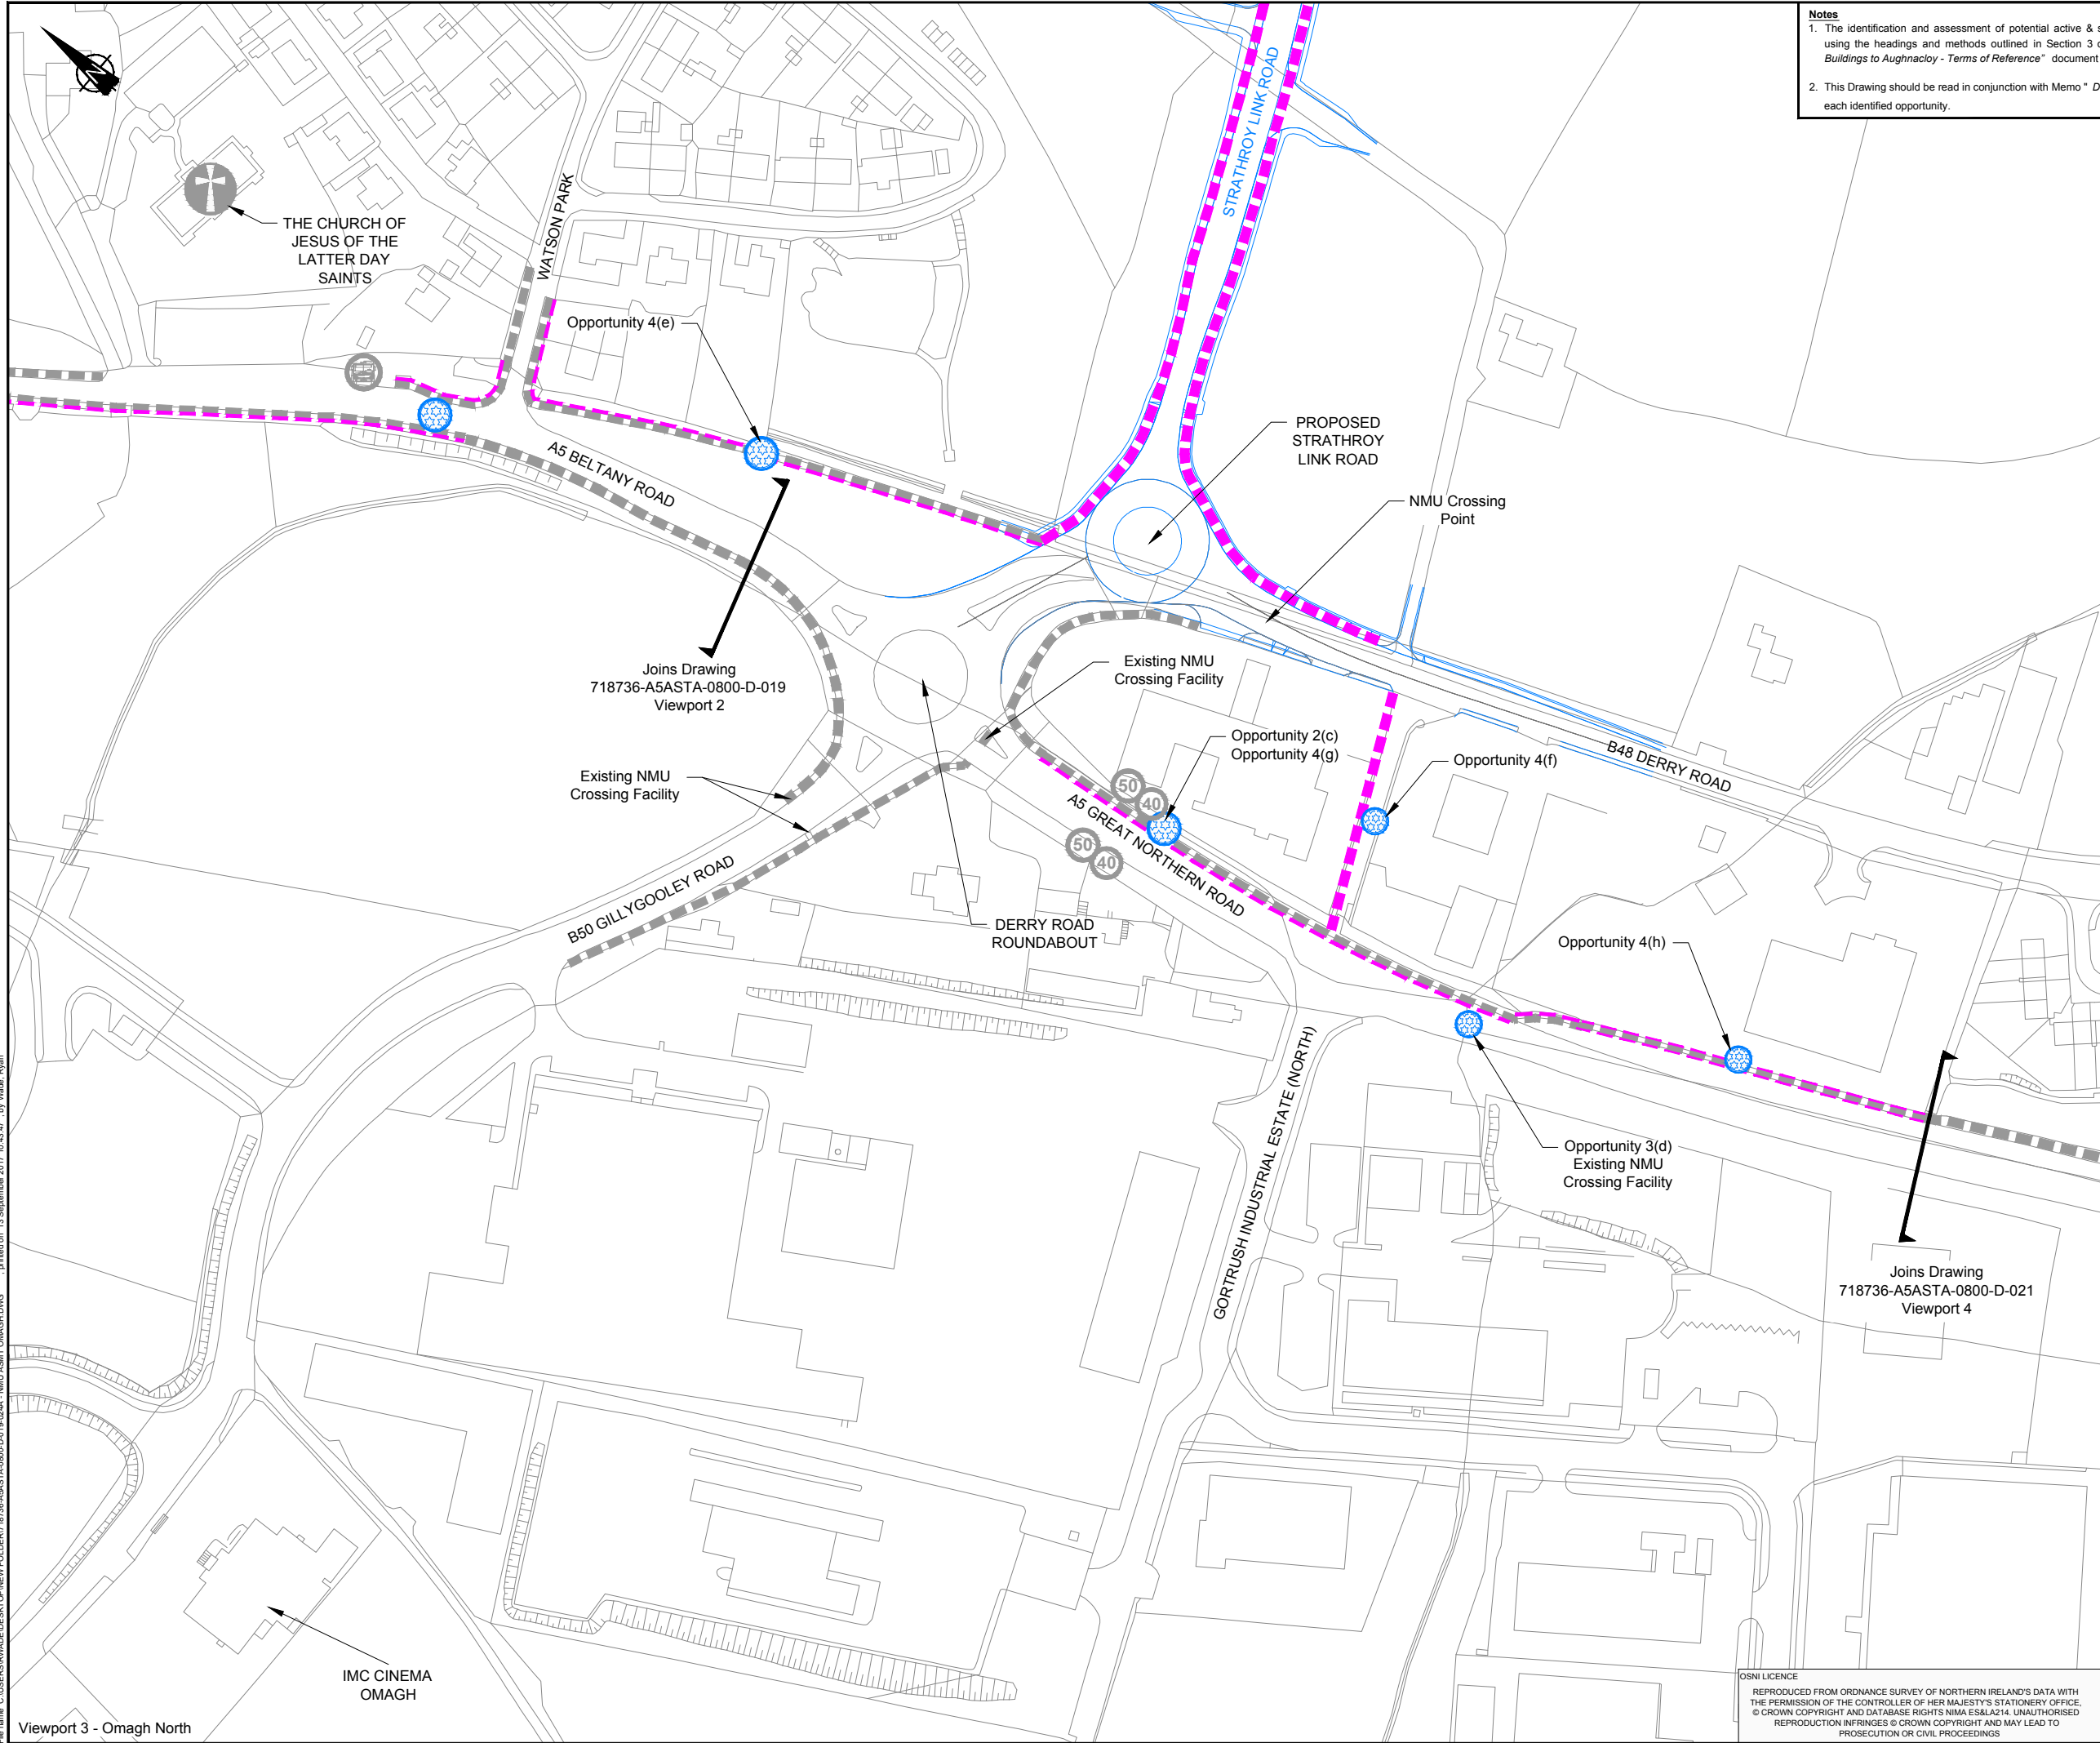 Notes
1. The identification and assessment of potential active & s
using the headings and methods outlined in Section 3 o
Buildings to Aughnacloy - Terms of Reference" document
2. This Drawing should be read in conjunction with Memo " D
each identified opportunity.
STRATHROY LINK ROAD
WATSON PARK
THE CHURCH OF
JESUS OF THE
LATTER DAY
SAINTS
Opportunity 4(e)
A5 BELTANY ROAD
PROPOSED
STRATHROY
LINK ROAD
NMU Crossing
Point
Joins Drawing
718736-A5ASTA-0800-D-019
Viewport 2
Existing NMU
Crossing Facility
Existing NMU
Crossing Facility
Opportunity 2(c)
Opportunity 4(g)
Opportunity 4(f)
B48 DERRY ROAD
50
40
50
40
A5 GREAT NORTHERN ROAD
B50 GILLYGOOLEY ROAD
DERRY ROAD
ROUNDABOUT
Opportunity 4(h)
GORTRUSH INDUSTRIAL ESTATE (NORTH)
Opportunity 3(d)
Existing NMU
Crossing Facility
Joins Drawing
718736-A5ASTA-0800-D-021
Viewport 4
IMC CINEMA
OMAGH
Viewport 3 - Omagh North
OSNI LICENCE
REPRODUCED FROM ORDNANCE SURVEY OF NORTHERN IRELAND'S DATA WITH
THE PERMISSION OF THE CONTROLLER OF HER MAJESTY'S STATIONERY OFFICE,
© CROWN COPYRIGHT AND DATABASE RIGHTS NIMA ES&LA214. UNAUTHORISED
REPRODUCTION INFRINGES © CROWN COPYRIGHT AND MAY LEAD TO
PROSECUTION OR CIVIL PROCEEDINGS